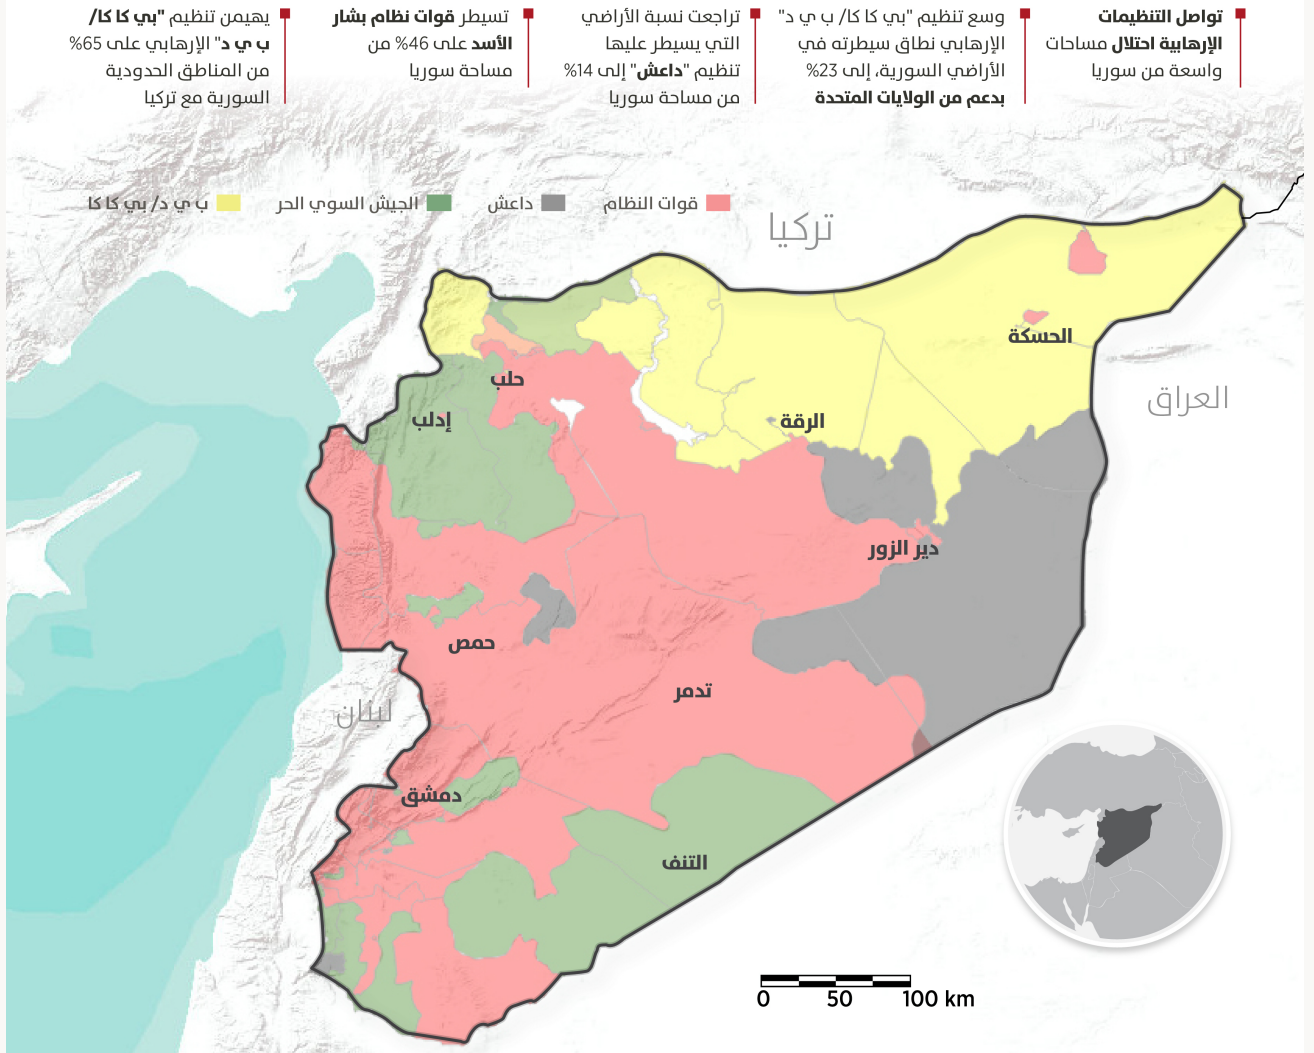 تواصل التنظيمات
الإرهابية احتلال مساحات
واسعة من سوريا
وسع تنظيم "بي كا كا/ ب ي د"
الإرهابي نطاق سيطرته في
الأراضي السورية، إلى 23%
بدعم من الولايات المتحدة
تراجعت نسبة الأراضي
التي يسيطر عليها
تنظيم "داعش" إلى 14%
من مساحة سوريا
تسيطر قوات نظام بشار
الأسد على 46% من
مساحة سوريا
يهيمن تنظيم "بي كا كا/
ب ي د" الإرهابي على 65%
من المناطق الحدودية
السورية مع تركيا
قوات النظام
داعش
الجيش السوي الحر
ب ي د/ بي كا كا
تركيا
الحسكة
العراق
حلب
إدلب
الرقة
دير الزور
حمص
تدمر
لبنان
دمشق
التنف
0 50 100 km